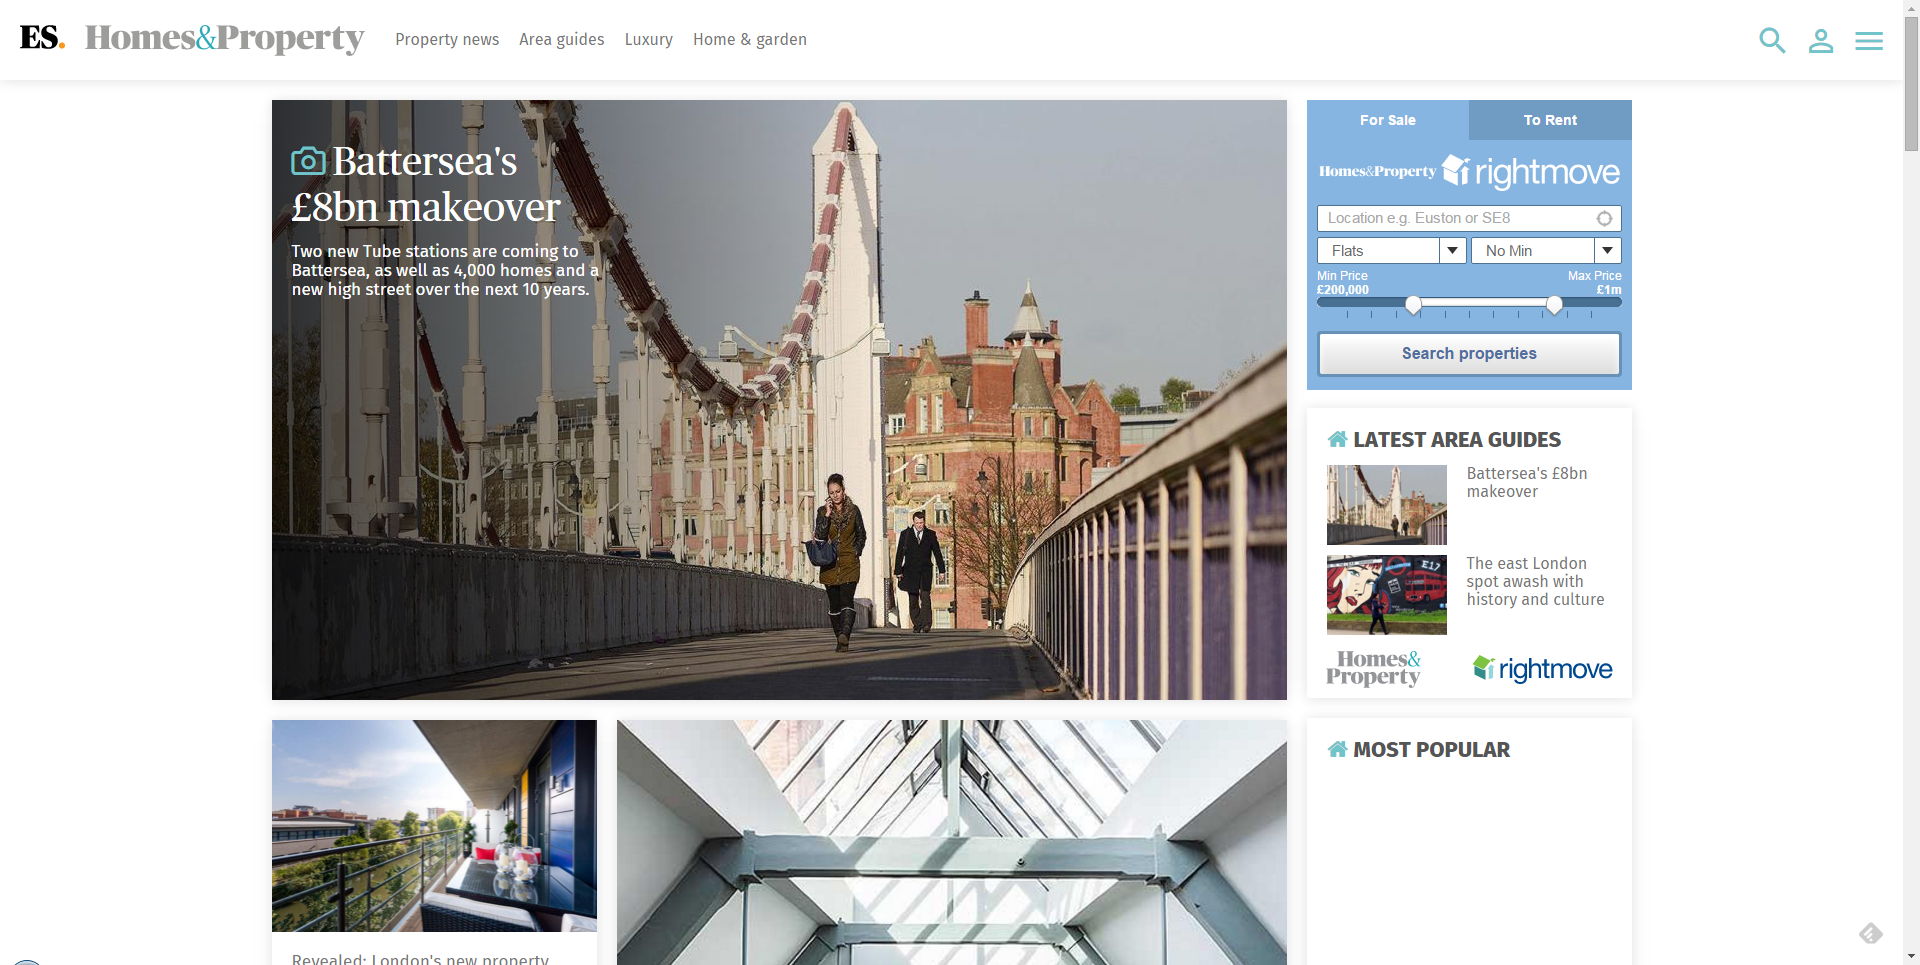 ES. Homes&Property Property news Area guides Luxury Home & garden
Battersea's
£8bn makeover
Two new Tube stations are coming to
Battersea, as well as 4,000 homes and a
new high street over the next 10 years.
For Sale To Rent
Homes&Property rightmove
Location e.g. Euston or SE8
Flats No Min
Min Price Max Price
£200,000 £1m
Search properties
LATEST AREA GUIDES
Battersea's £8bn
makeover
E17
The east London
spot awash with
history and culture
Homes&
Property
rightmove
MOST POPULAR
Revealed: London's new property